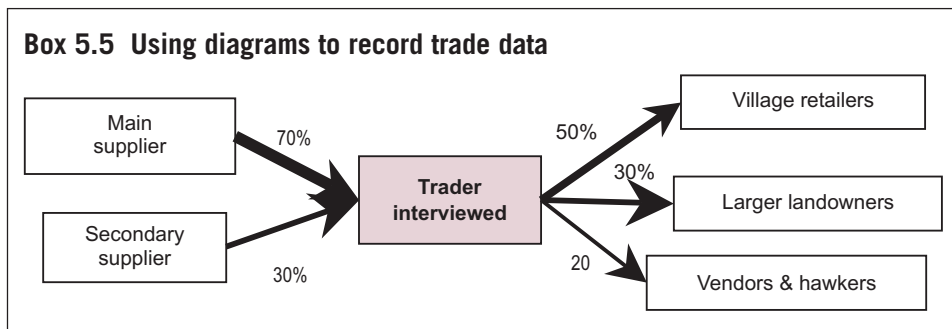 Box 5.5 Using diagrams to record trade data
Main
supplier
70%
Secondary
supplier
30%
Trader
interviewed
50%
Village retailers
30%
Larger landowners
20
Vendors & hawkers